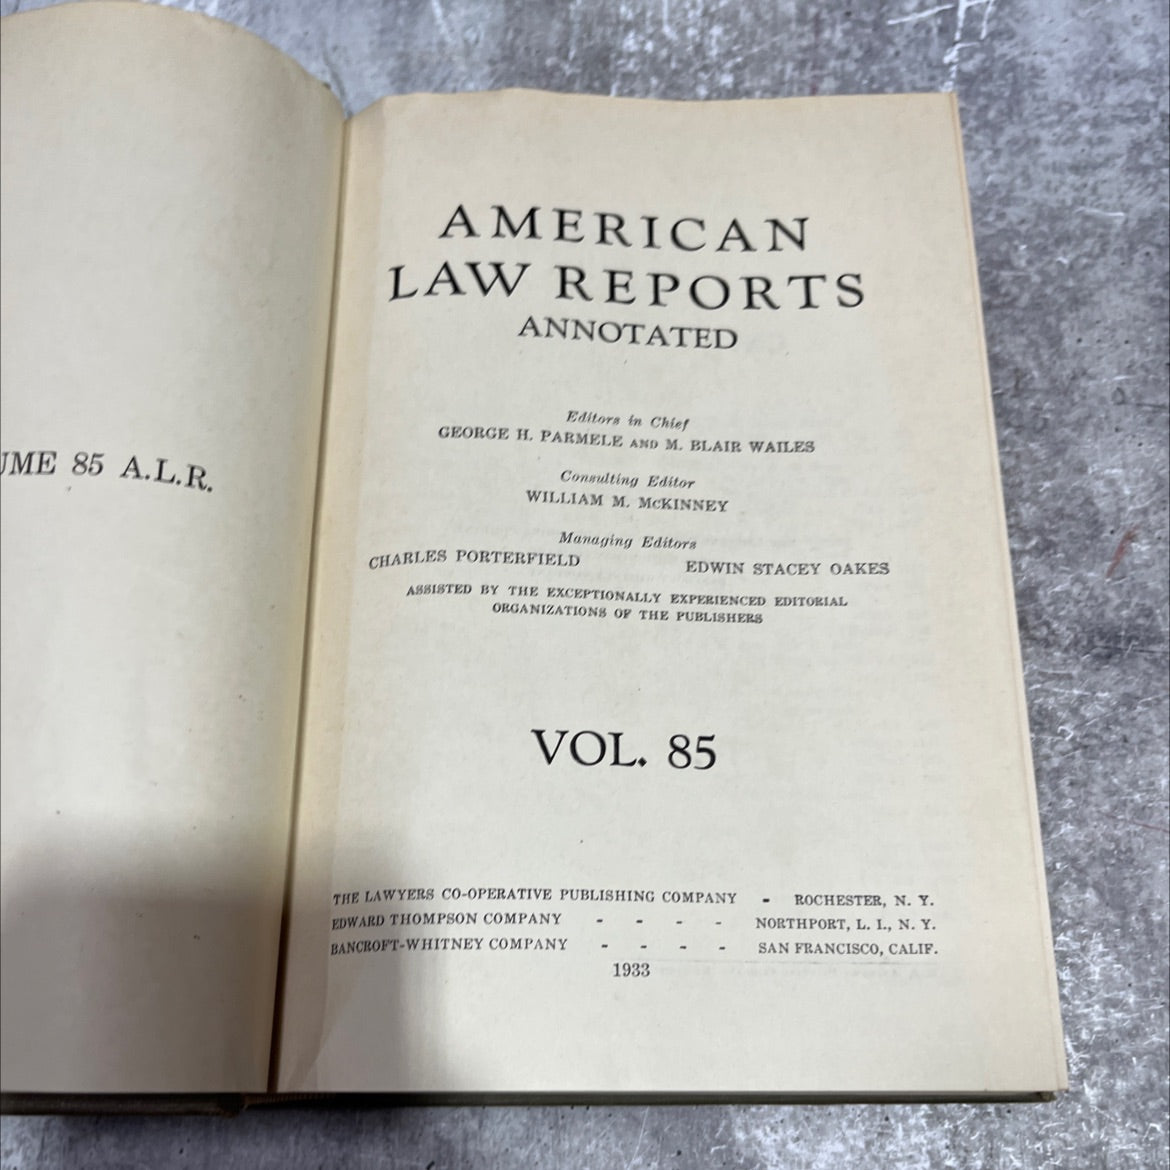 85 A.L.R.
AMERICAN
LAW REPORTS
ANNOTATED
Editors in Chief
GEORGE H. PARMELE AND M. BLAIR WAILES
Consulting Editor
WILLIAM M. McKINNEY
Managing Editors
CHARLES PORTERFIELD EDWIN STACEY OAKES
ASSISTED BY THE EXCEPTIONALLY EXPERIENCED EDITORIAL
ORGANIZATIONS OF THE PUBLISHERS
VOL. 85
THE LAWYERS CO-OPERATIVE PUBLISHING COMPANY - ROCHESTER, N. Y.
EDWARD THOMPSON COMPANY - - - - NORTHPORT, L. I., N. Y.
BANCROFT-WHITNEY COMPANY - - - - SAN FRANCISCO, CALIF.
1933